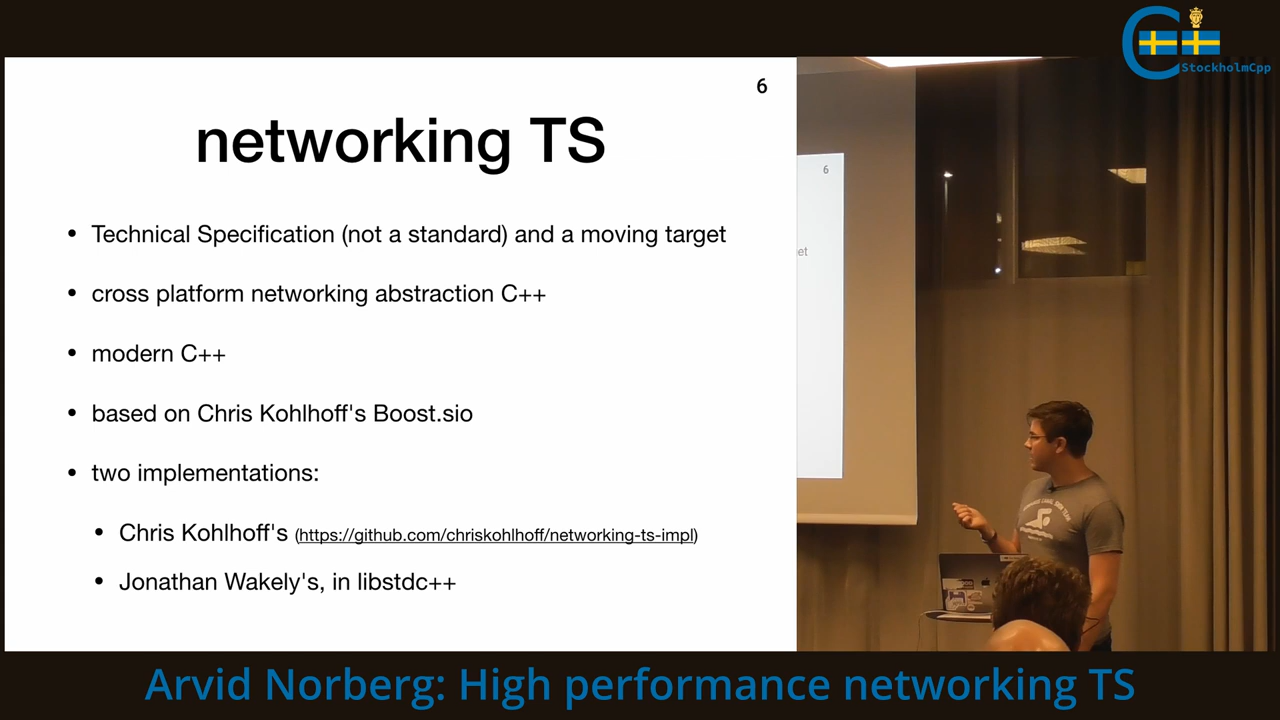 StockholmCpp
6
networking TS
• Technical Specification (not a standard) and a moving target
• cross platform networking abstraction C++
• modern C++
• based on Chris Kohlhoff's Boost.sio
• two implementations:
• Chris Kohlhoff's (https://github.com/chriskohlhoff/networking-ts-impl)
• Jonathan Wakely's, in libstdc++
6
et
Arvid Norberg: High performance networking TS